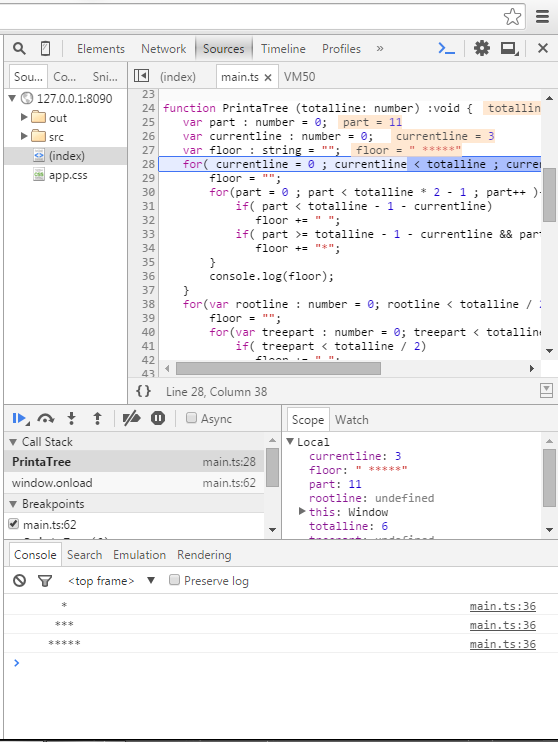 Elements Network Sources Timeline Profiles »
Sou... Co... Sni... (index) main.ts × VM50
127.0.0.1:8090
out
src
(index)
app.css
23
24 function PrintaTree (totalline: number) :void { totallin
25 var part : number = 0; part = 11
26 var currentline : number = 0; currentline = 3
27 var floor : string = ""; floor = " *****"
28 for( currentline = 0 ; currentline < totalline ; curren
29 floor = "";
30 for(part = 0 ; part < totalline * 2 - 1 ; part++ )
31 if( part < totalline - 1 - currentline)
32 floor += " ";
33 if( part >= totalline - 1 - currentline && part
34 floor += "*";
35 }
36 console.log(floor);
37 }
38 for(var rootline : number = 0; rootline < totalline /
39 floor = "";
40 for(var treepart : number = 0; treepart < totalline
41 if( treepart < totalline / 2)
42 floor += " ";
43
{} Line 28, Column 38
Async
Call Stack
PrintaTree main.ts:28
window.onload main.ts:62
Breakpoints
main.ts:62
Scope Watch
Local
currentline: 3
floor: " *****"
part: 11
rootline: undefined
this: Window
totalline: 6
treepart: undefined
Console Search Emulation Rendering
<top frame> ▼ Preserve log
* main.ts:36
*** main.ts:36
***** main.ts:36
>